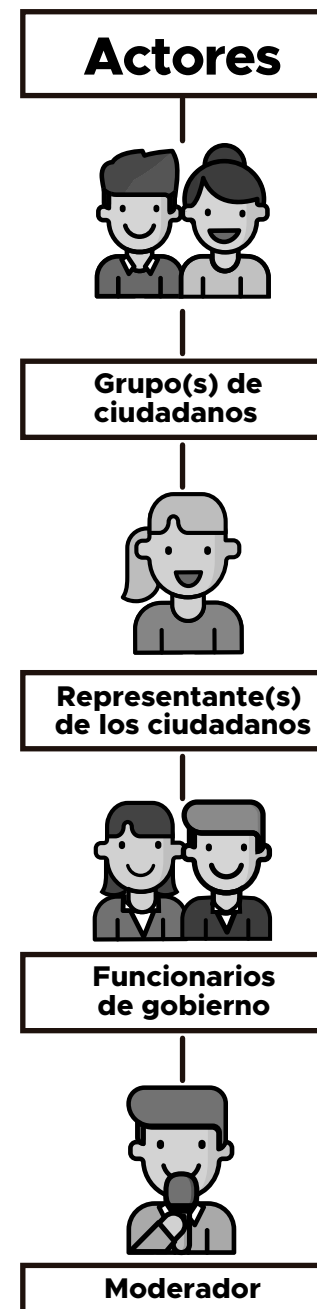 Actores
Grupo(s) de
ciudadanos
Representante(s)
de los ciudadanos
Funcionarios
de gobierno
Moderador